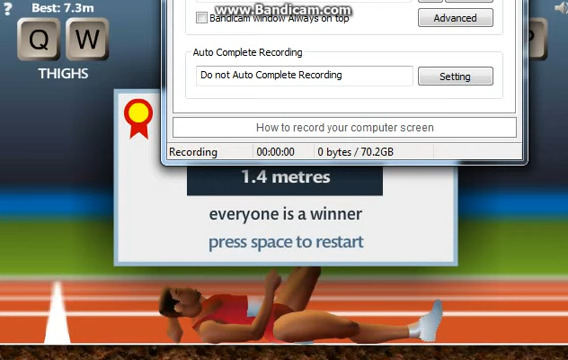 Best: 7.3m
www.Bandicam.com
Bandicam window Always on top
Advanced
Q W
P
THIGHS
Auto Complete Recording
Do not Auto Complete Recording
Setting
How to record your computer screen
Recording 00:00:00 0 bytes / 70.2GB
1.4 metres
everyone is a winner
press space to restart